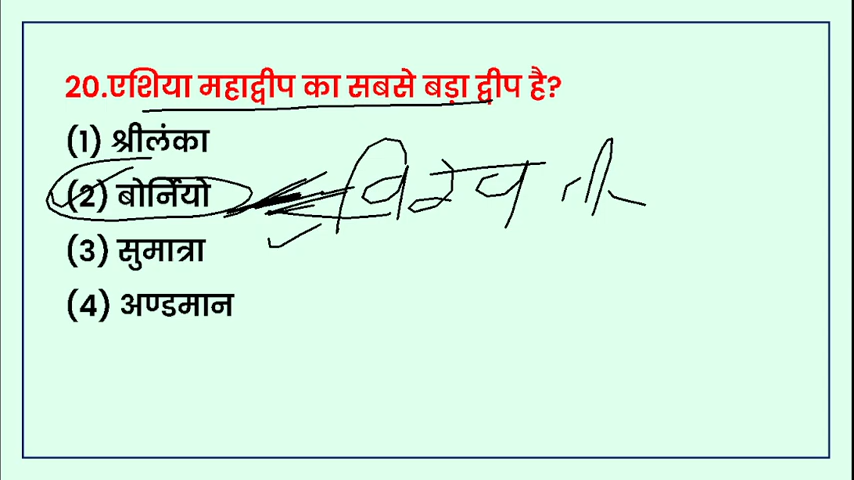 20.एशिया महाद्वीप का सबसे बड़ा द्वीप है?
(1) श्रीलंका
(2) बोर्नियो
(3) सुमात्रा
(4) अण्डमान